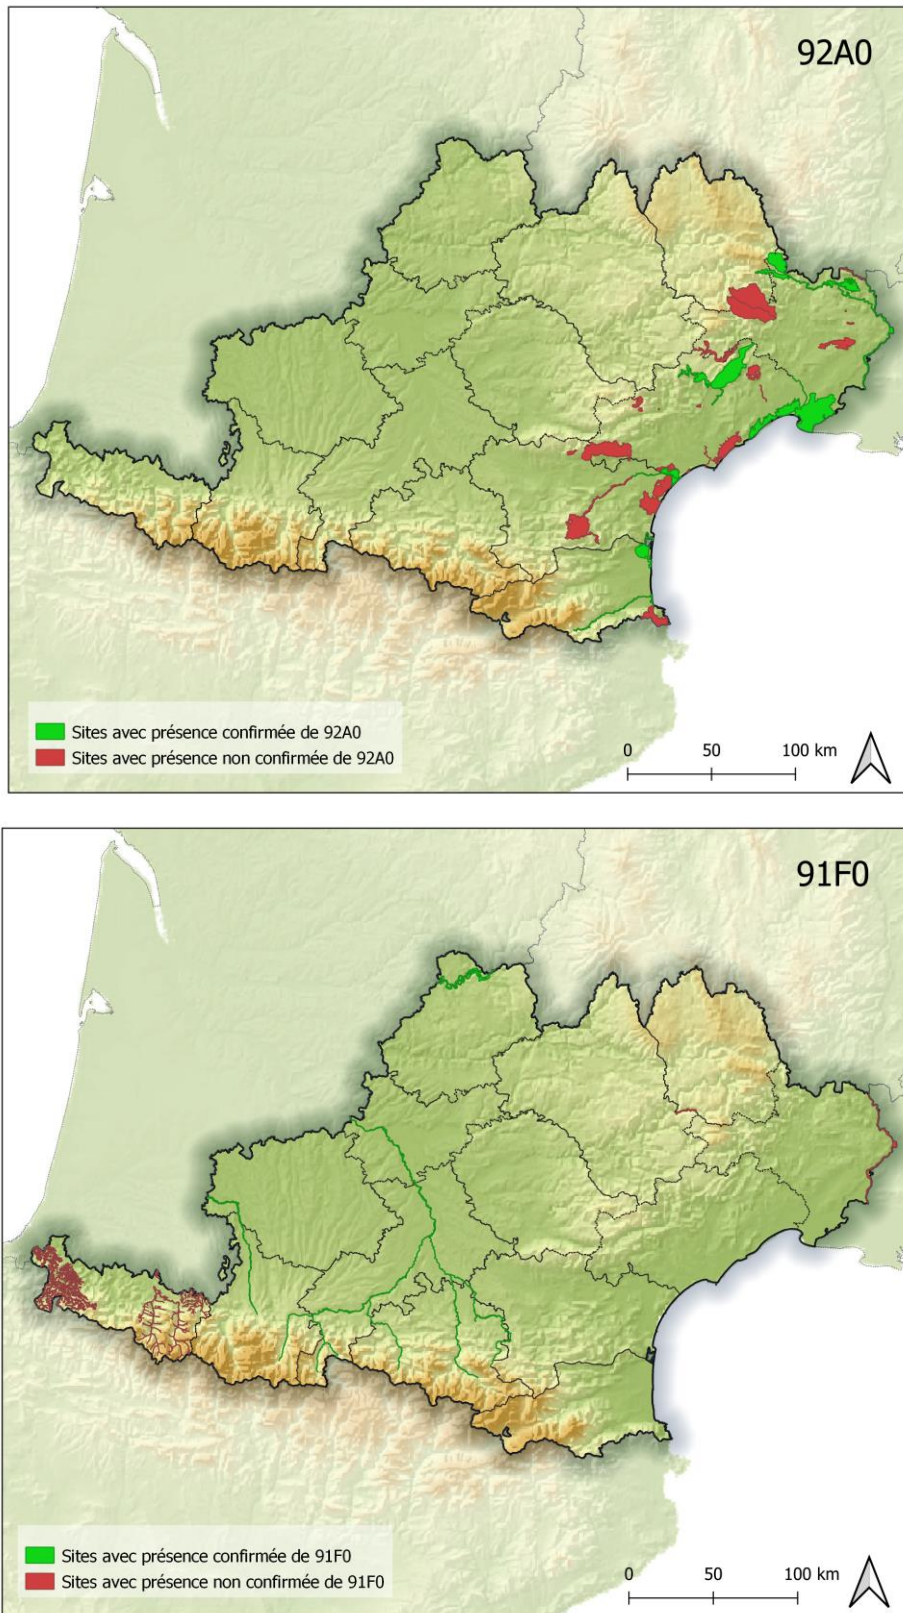 92A0
Sites avec présence confirmée de 92A0
Sites avec présence non confirmée de 92A0
0 50 100 km
91F0
Sites avec présence confirmée de 91F0
Sites avec présence non confirmée de 91F0
0 50 100 km